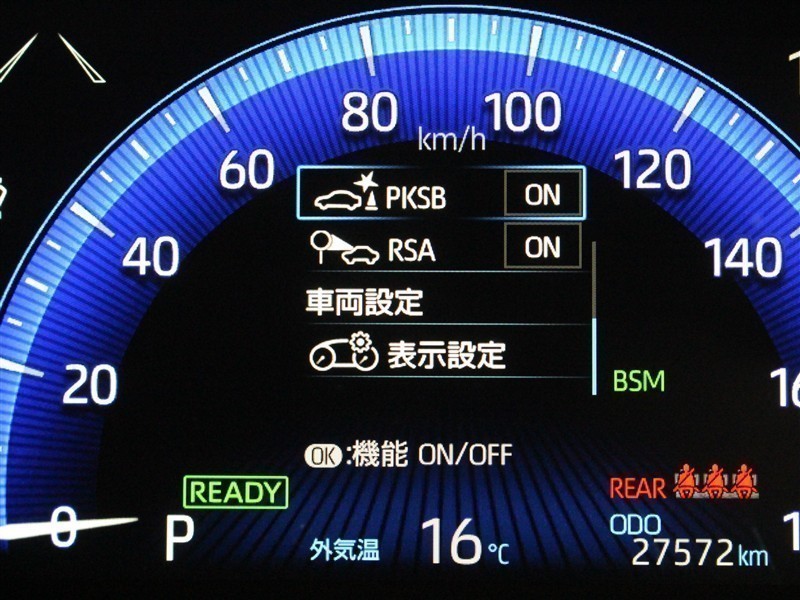 80
100
km/h
60
120
PKSB ON
40
RSA ON
140
車両設定
表示設定
20
BSM
OK:機能 ON/OFF
READY
REAR
0
P
外気温 16℃
ODO
27572km